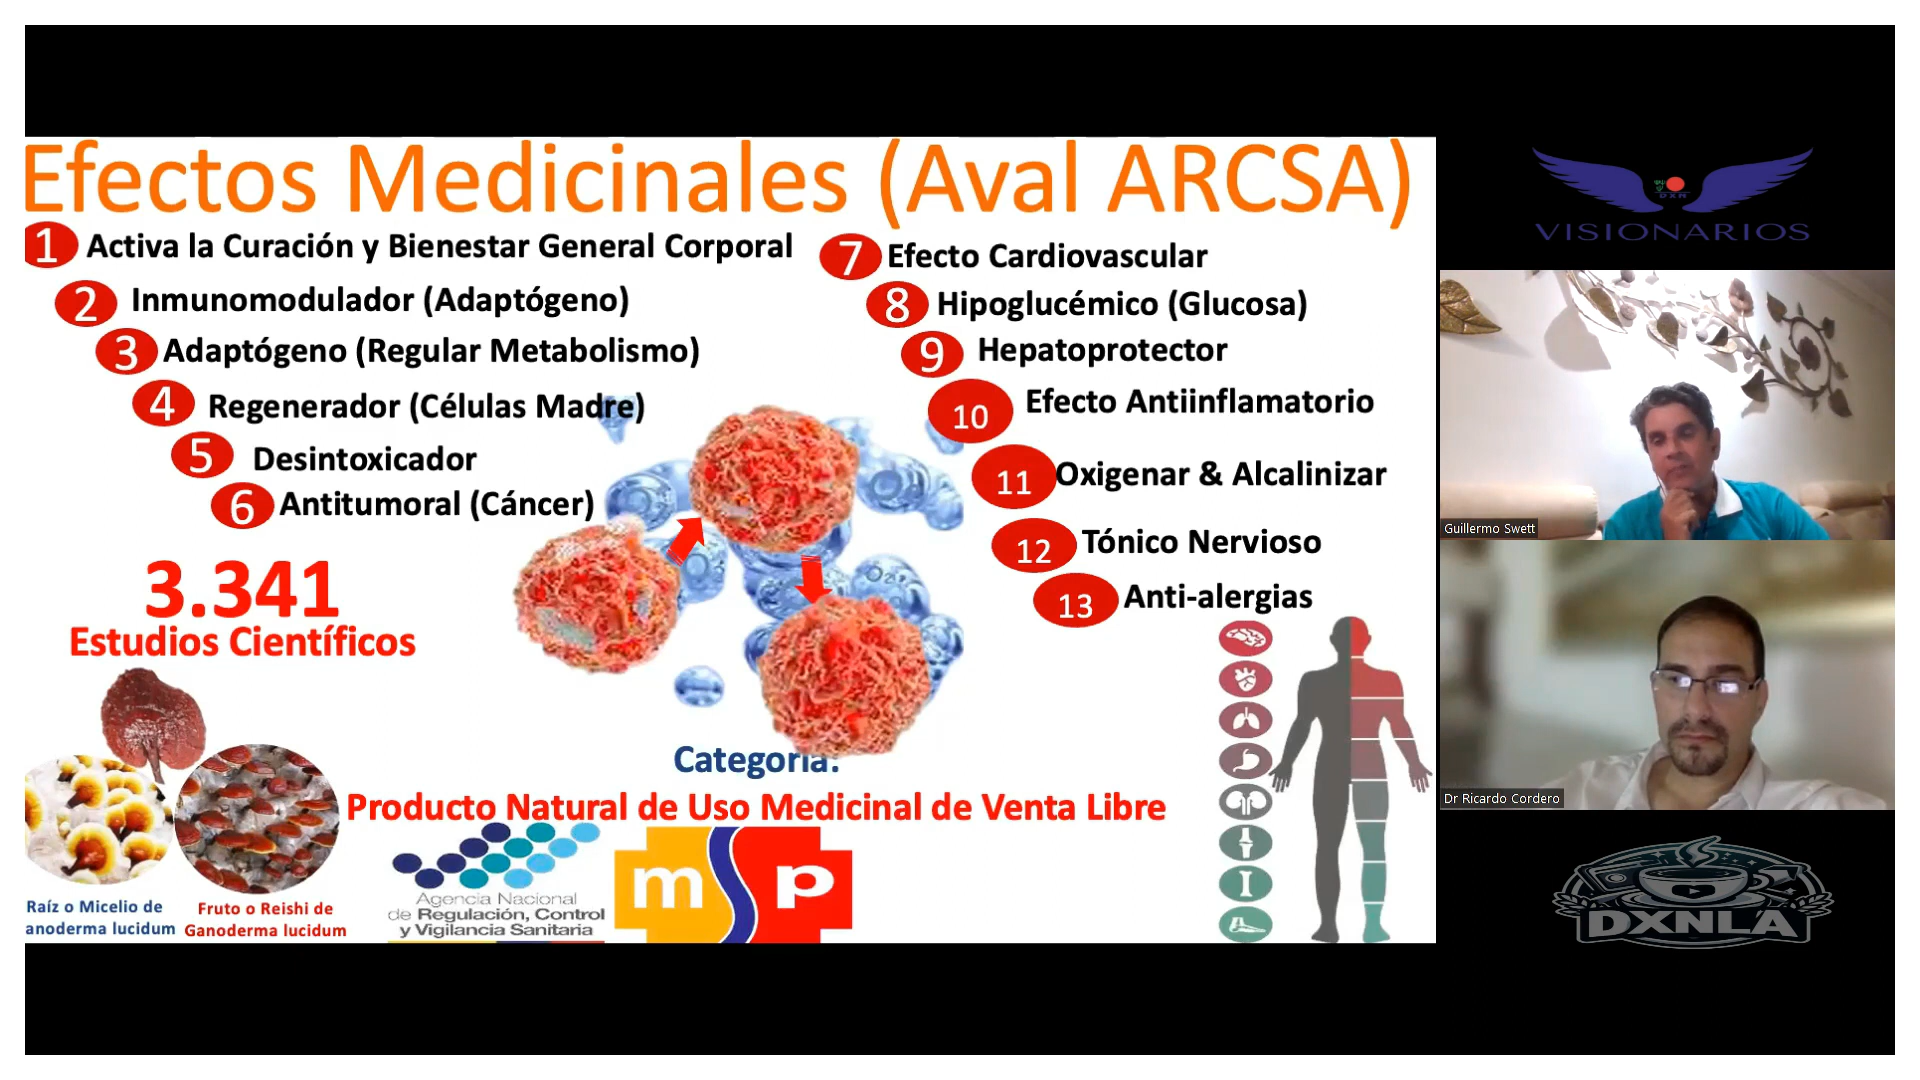 Efectos Medicinales (Aval ARCSA)
1 Activa la Curación y Bienestar General Corporal
2 Inmunomodulador (Adaptógeno)
3 Adaptógeno (Regular Metabolismo)
4 Regenerador (Células Madre)
5 Desintoxicador
6 Antitumoral (Cáncer)
7 Efecto Cardiovascular
8 Hipoglucémico (Glucosa)
9 Hepatoprotector
10 Efecto Antiinflamatorio
11 Oxigenar & Alcalinizar
12 Tónico Nervioso
13 Anti-alergias
3.341
Estudios Científicos
O2
Categoría:
Producto Natural de Uso Medicinal de Venta Libre
Raíz o Micelio de
anoderma lucidum
Fruto o Reishi de
Ganoderma lucidum
Agencia Nacional
de Regulación, Control
y Vigilancia Sanitaria
msp
DXN
VISIONARIOS
Guillermo Swett
Dr Ricardo Cordero
DXNLA